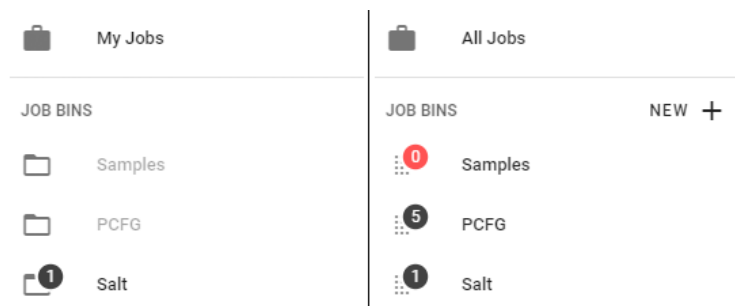 My Jobs
JOB BINS
Samples
PCFG
1 Salt
All Jobs
JOB BINS NEW +
0 Samples
5 PCFG
1 Salt